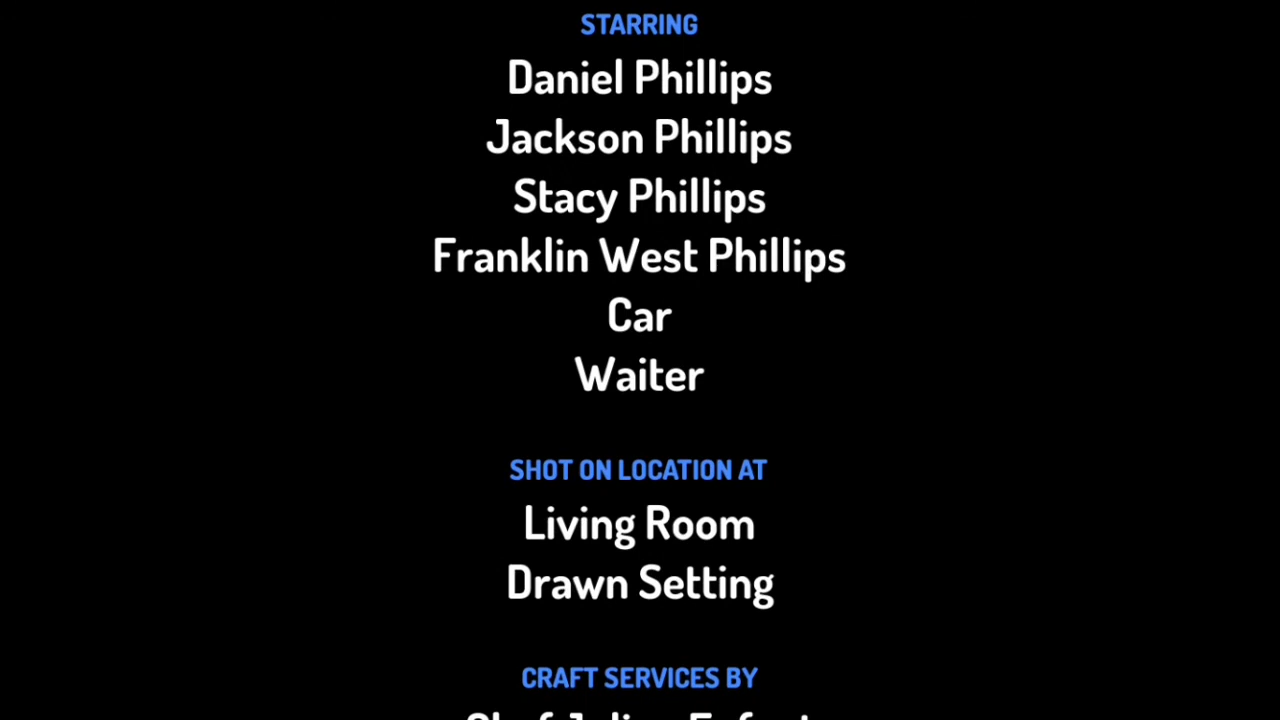 STARRING
Daniel Phillips
Jackson Phillips
Stacy Phillips
Franklin West Phillips
Car
Waiter
SHOT ON LOCATION AT
Living Room
Drawn Setting
CRAFT SERVICES BY
Chef